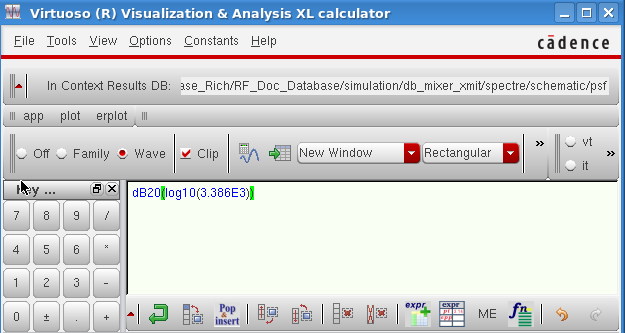 Virtuoso (R) Visualization & Analysis XL calculator
File Tools View Options Constants Help
cādence
In Context Results DB: ase_Rich/RF_Doc_Database/simulation/db_mixer_xmit/spectre/schematic/psf
app plot erplot
Off Family Wave Clip New Window Rectangular » vt
it »
ey ...
dB20(log10(3.386E3))
7 8 9 /
4 5 6 *
1 2 3 -
0 ± . +
Pop & insert
expr
expr
ME
fn